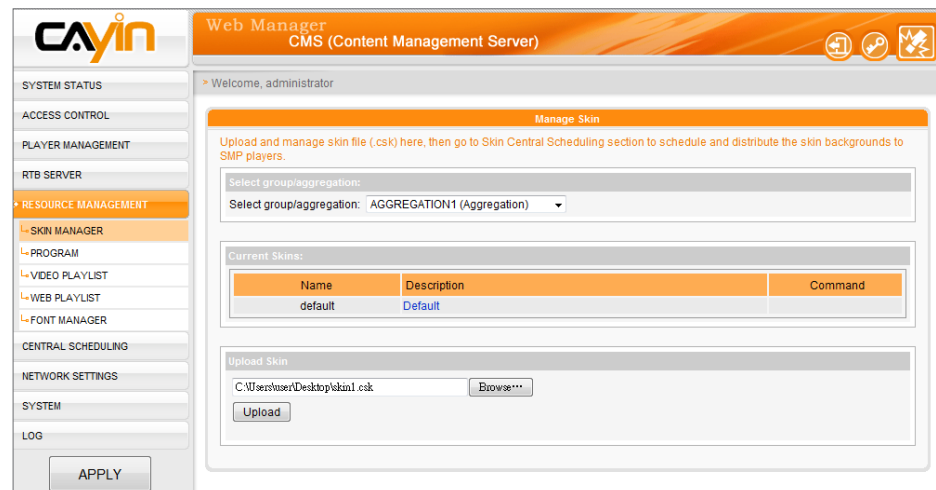 CAYIN
Web Manager
CMS (Content Management Server)
> Welcome, administrator
SYSTEM STATUS
ACCESS CONTROL
PLAYER MANAGEMENT
RTB SERVER
RESOURCE MANAGEMENT
SKIN MANAGER
PROGRAM
VIDEO PLAYLIST
WEB PLAYLIST
FONT MANAGER
CENTRAL SCHEDULING
NETWORK SETTINGS
SYSTEM
LOG
APPLY
Manage Skin
Upload and manage skin file (.csk) here, then go to Skin Central Scheduling section to schedule and distribute the skin backgrounds to
SMP players.
Select group/aggregation:
Select group/aggregation: AGGREGATION1 (Aggregation)
Current Skins:
Name Description Command
default Default
Upload Skin
C:\Users\user\Desktop\skin1.csk Browse…
Upload